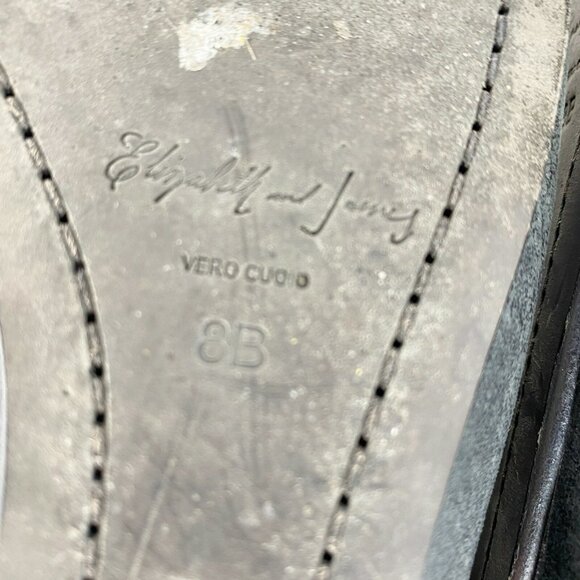 Elizabeth and James
VERO CUOIO
8B